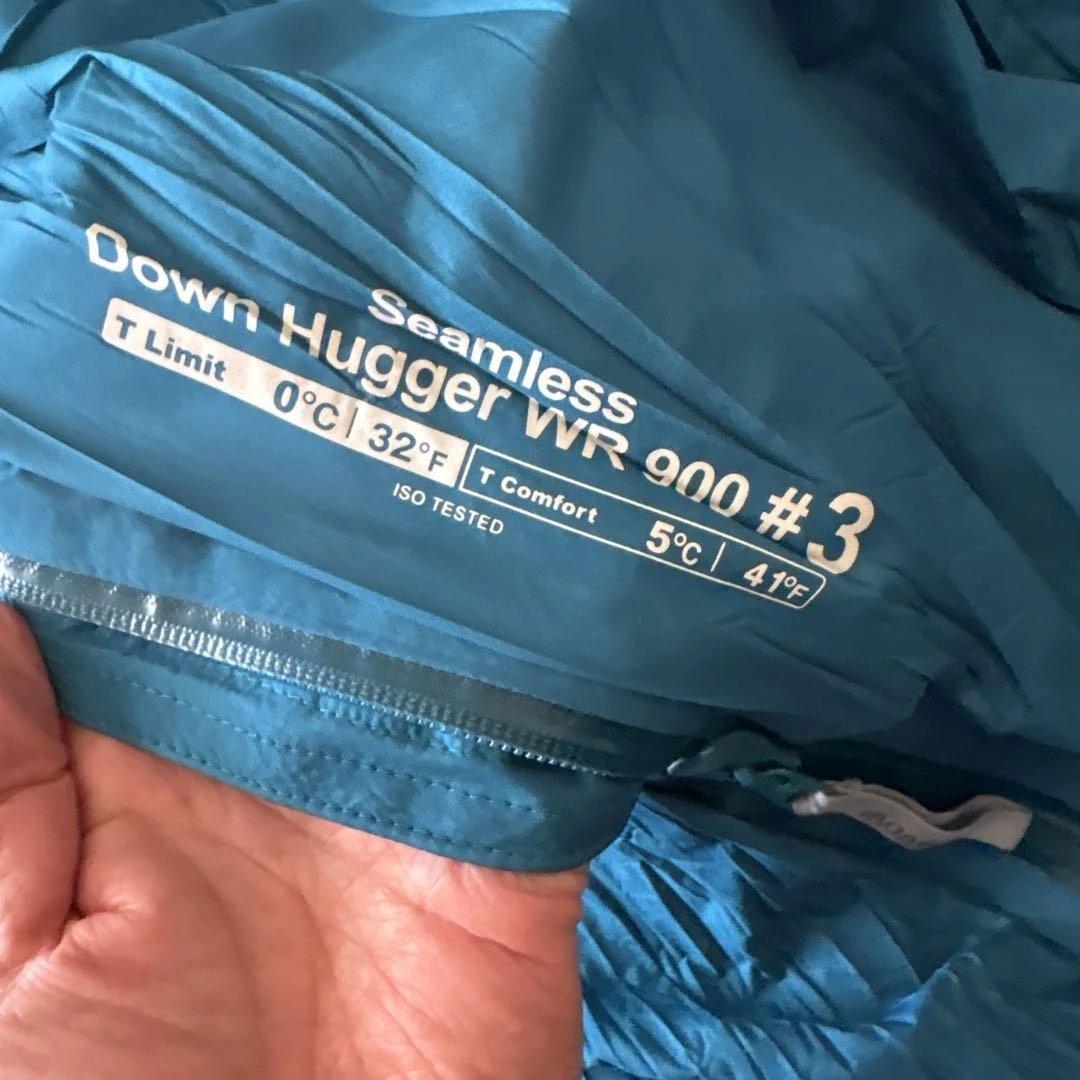 Seamless
Down Hugger WR 900 #3
T Limit 0°C | 32°F T Comfort 5°C | 41°F
ISO TESTED